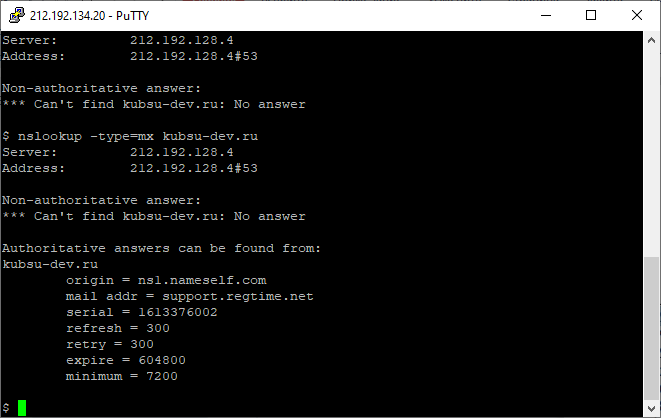 212.192.134.20 - PuTTY
Server:         212.192.128.4
Address:        212.192.128.4#53
Non-authoritative answer:
*** Can't find kubsu-dev.ru: No answer
$ nslookup -type=mx kubsu-dev.ru
Server:         212.192.128.4
Address:        212.192.128.4#53
Non-authoritative answer:
*** Can't find kubsu-dev.ru: No answer
Authoritative answers can be found from:
kubsu-dev.ru
        origin = ns1.nameself.com
        mail addr = support.regtime.net
        serial = 1613376002
        refresh = 300
        retry = 300
        expire = 604800
        minimum = 7200
$